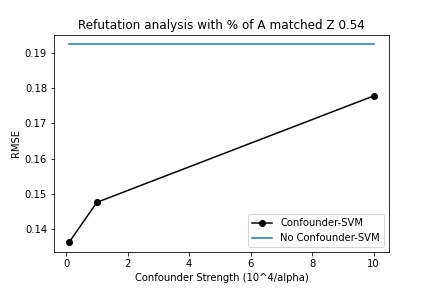 Refutation analysis with % of A matched Z 0.54
0.19
0.18
0.17
0.16
0.15
0.14
RMSE
0 2 4 6 8 10
Confounder Strength (10^4/alpha)
Confounder-SVM
No Confounder-SVM